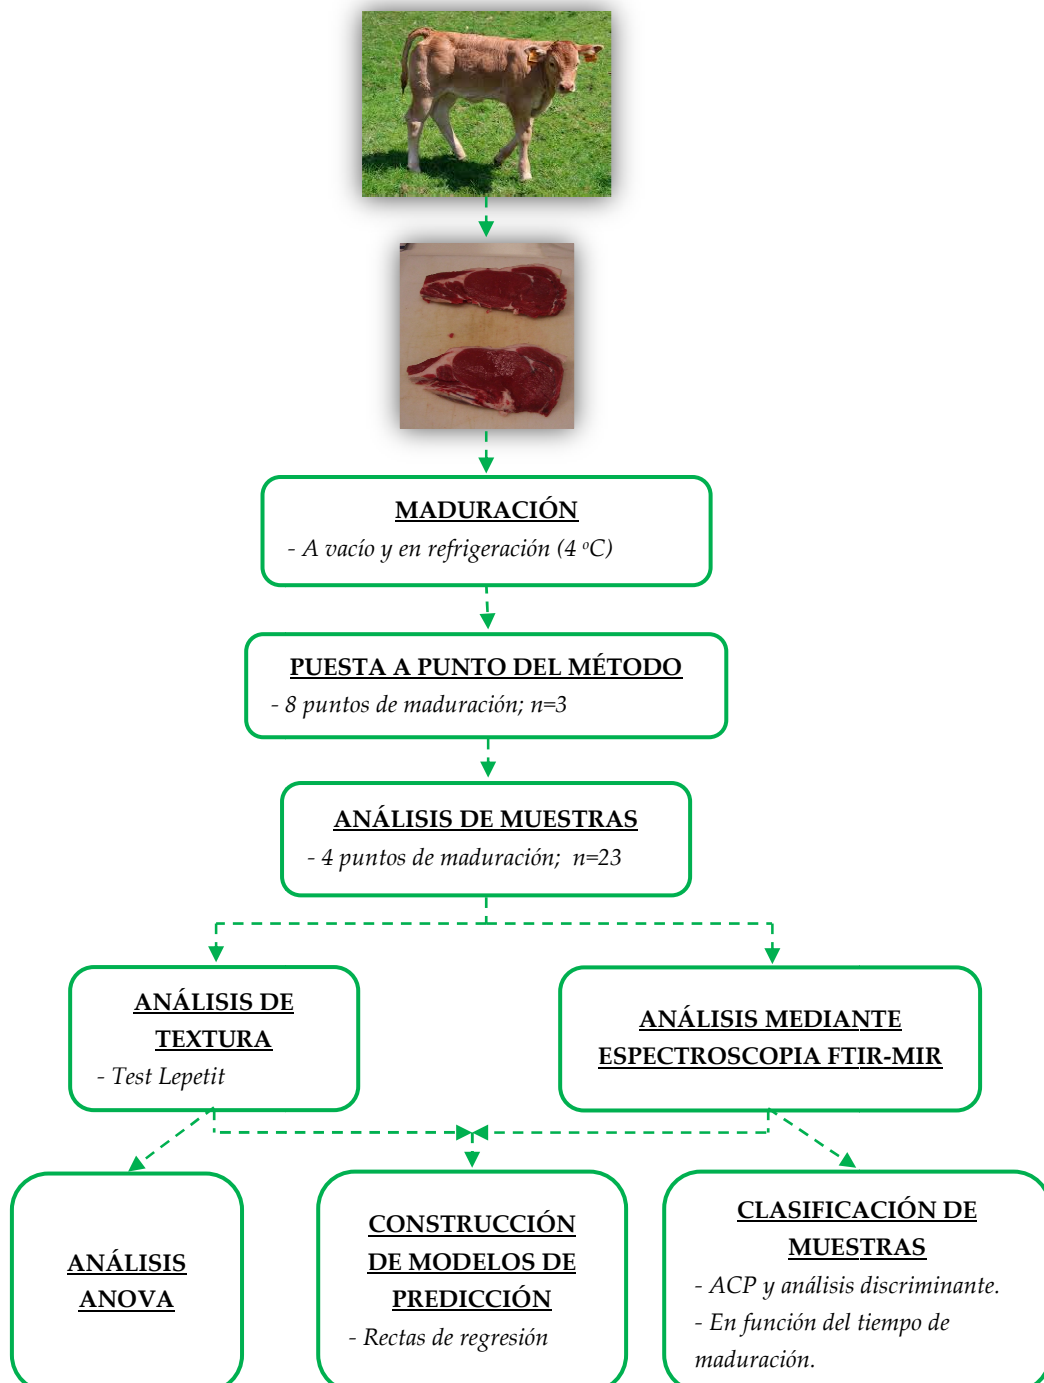 MADURACIÓN
- A vacío y en refrigeración (4 ºC)
PUESTA A PUNTO DEL MÉTODO
- 8 puntos de maduración; n=3
ANÁLISIS DE MUESTRAS
- 4 puntos de maduración;  n=23
ANÁLISIS DE
TEXTURA
- Test Lepetit
ANÁLISIS MEDIANTE
ESPECTROSCOPIA FTIR-MIR
ANÁLISIS
ANOVA
CONSTRUCCIÓN
DE MODELOS DE
PREDICCIÓN
- Rectas de regresión
CLASIFICACIÓN DE
MUESTRAS
- ACP y análisis discriminante.
- En función del tiempo de
maduración.